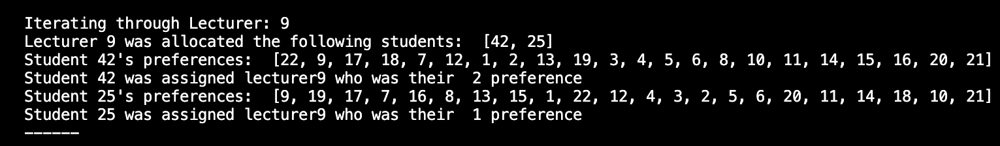 Iterating through Lecturer: 9
Lecturer 9 was allocated the following students:  [42, 25]
Student 42's preferences:  [22, 9, 17, 18, 7, 12, 1, 2, 13, 19, 3, 4, 5, 6, 8, 10, 11, 14, 15, 16, 20, 21]
Student 42 was assigned lecturer9 who was their  2 preference
Student 25's preferences:  [9, 19, 17, 7, 16, 8, 13, 15, 1, 22, 12, 4, 3, 2, 5, 6, 20, 11, 14, 18, 10, 21]
Student 25 was assigned lecturer9 who was their  1 preference
------